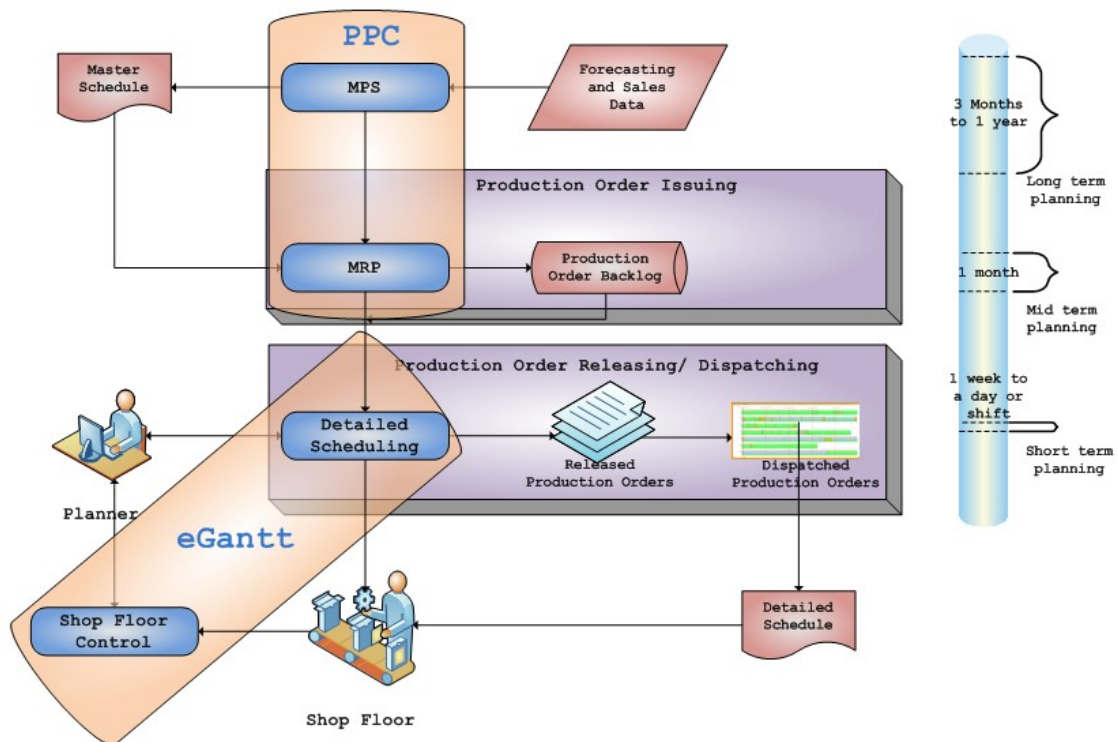 PPC
Master
Schedule
MPS
Forecasting
and Sales
Data
3 Months
to 1 year
Long term
planning
Production Order Issuing
MRP
Production
Order Backlog
1 month
Mid term
planning
Production Order Releasing/ Dispatching
Detailed
Scheduling
Released
Production Orders
Dispatched
Production Orders
1 week to
a day or
shift
Short term
planning
Planner
eGantt
Shop Floor
Control
Detailed
Schedule
Shop Floor